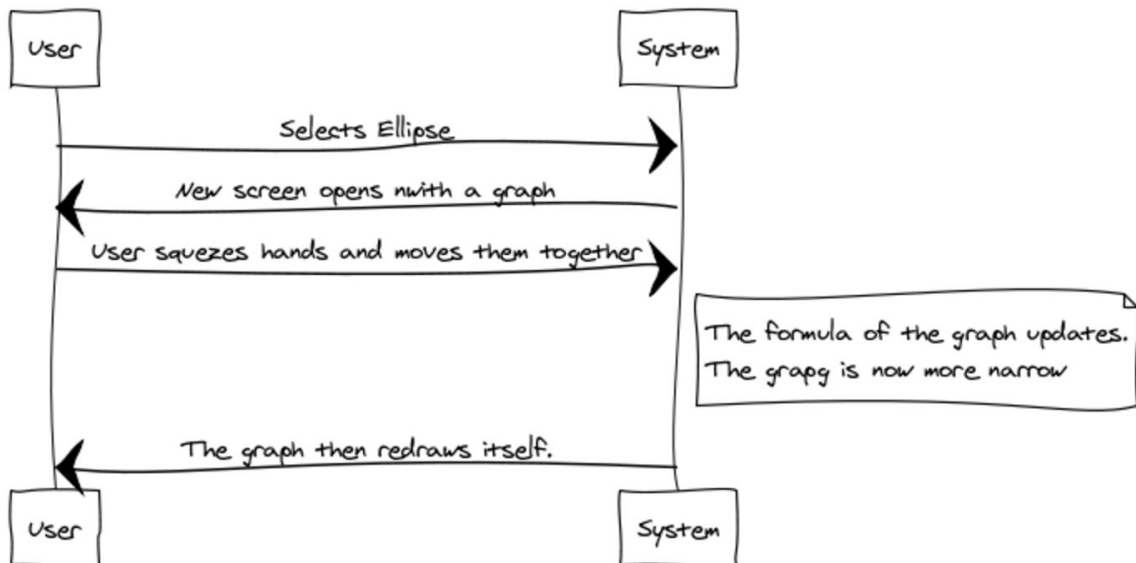 User
System
Selects Ellipse
New screen opens nwith a graph
User squezes hands and moves them together
The formula of the graph updates.
The grapg is now more narrow
The graph then redraws itself.
User
System